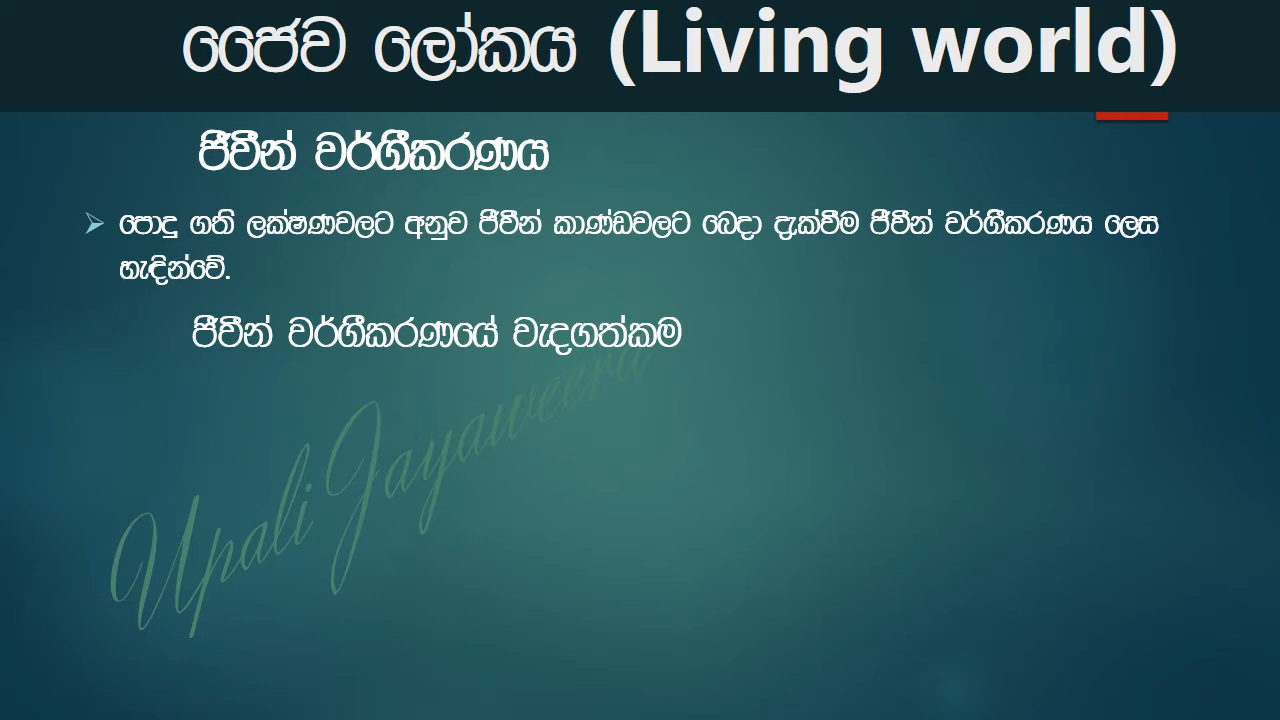 ජෛව ලෝකය (Living world)
ජීවීන් වර්ගීකරණය
➢ පොදු ගති ලක්ෂණවලට අනුව ජීවීන් කාණ්ඩවලට බෙදා දැක්වීම ජීවීන් වර්ගීකරණය ලෙස
හැඳින්වේ.
ජීවීන් වර්ගීකරණයේ වැදගත්කම
Upali Jayaweera